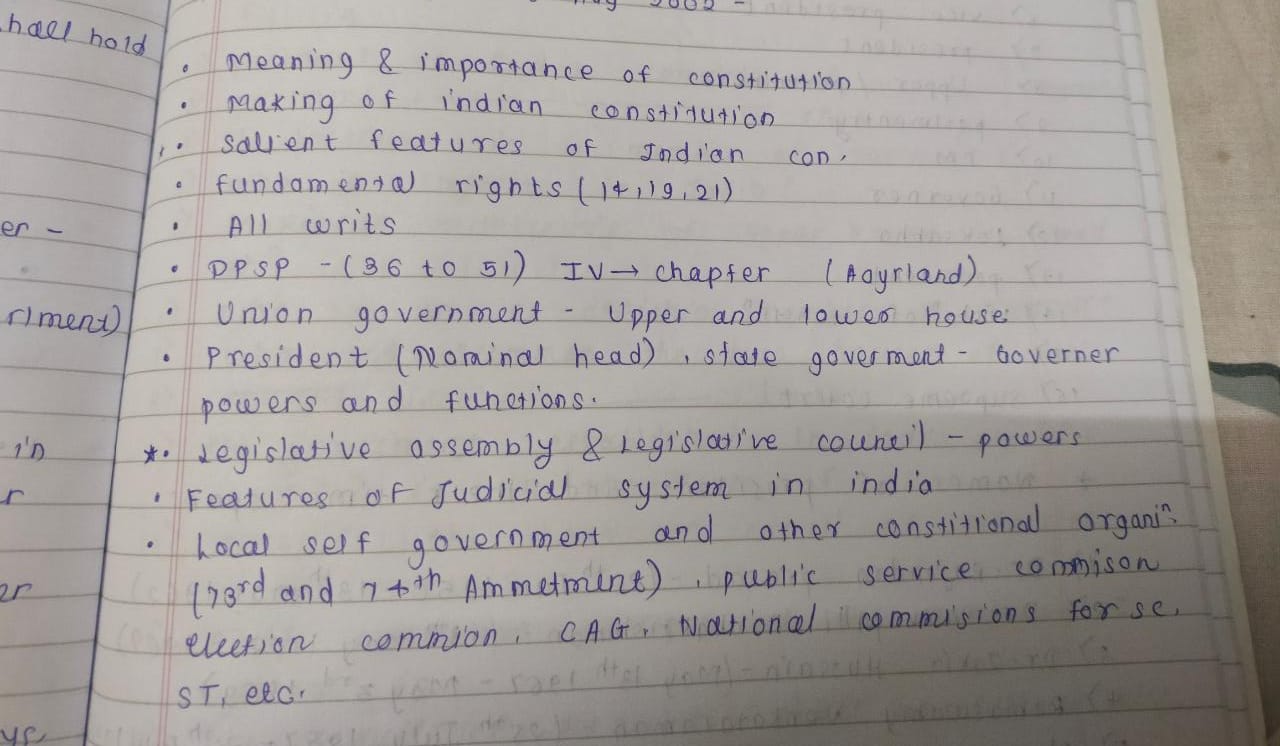 2002 -
hall hold
• Meaning & importance of constitution
• Making of indian constitution
• salient features of Indian con.
• fundamental rights (14,19,21)
er - • All writs
• DPSP - (36 to 51) IV → chapter (Aayrland)
riment) • Union government - Upper and lower house
• President (Nominal head), state goverment - Governer
powers and functions.
in *• Legislative assembly & Legislative council - powers
r • Features of Judicial system in india
• Local self government and other constitional organin
er (73rd and 74th Ammetment), public service commison
election commion, CAG, National commisions for sc,
ST, etc.
ys